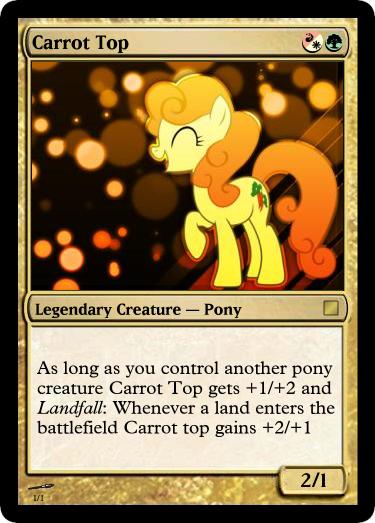 Carrot Top
Legendary Creature — Pony
As long as you control another pony
creature Carrot Top gets +1/+2 and
Landfall: Whenever a land enters the
battlefield Carrot top gains +2/+1
2/1
1/1